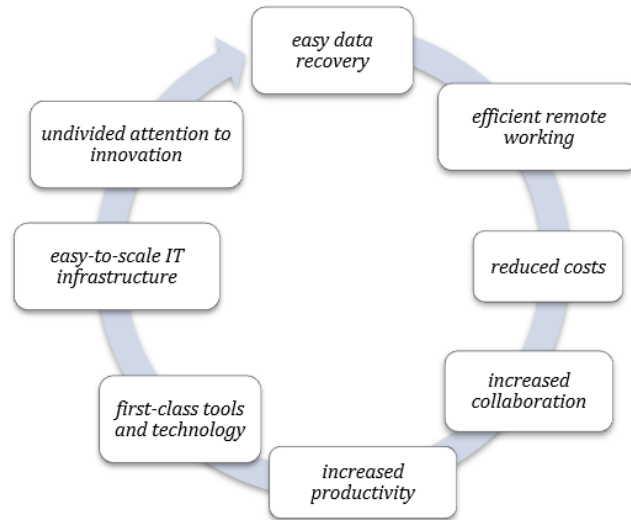 easy data
recovery
efficient remote
working
reduced costs
increased
collaboration
increased
productivity
first-class tools
and technology
easy-to-scale IT
infrastructure
undivided attention to
innovation